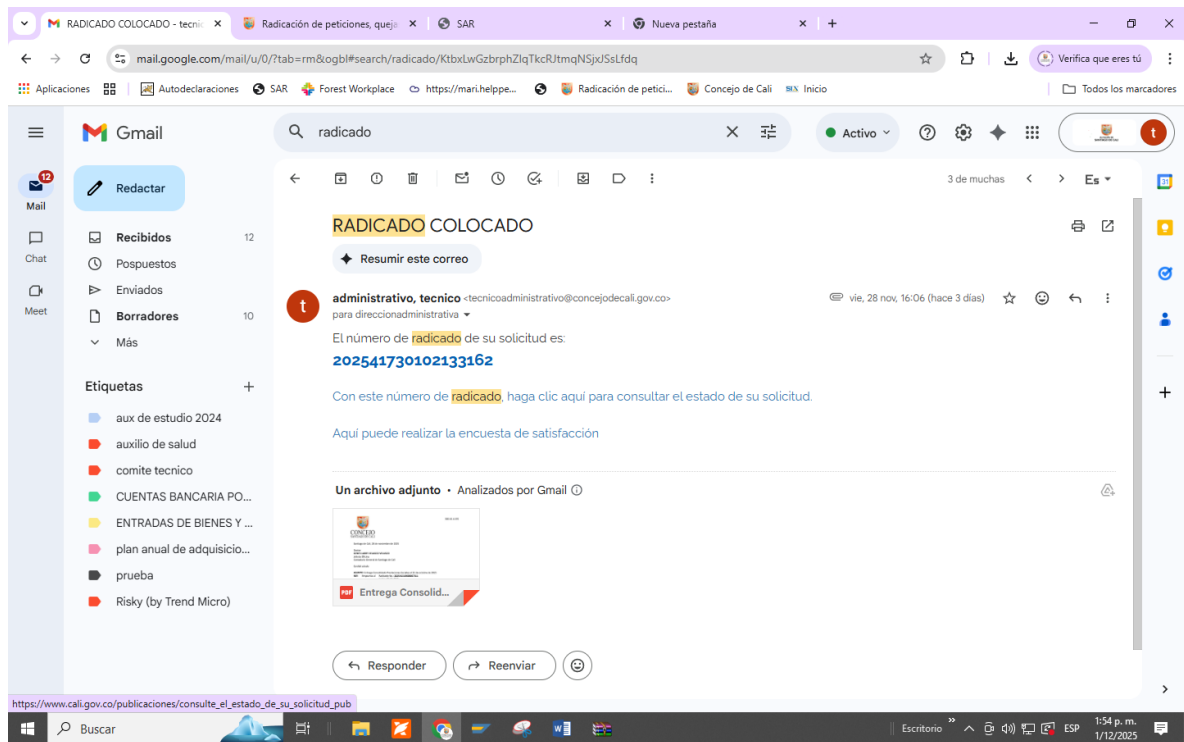 RADICADO COLOCADO - tecnic
Radicación de peticiones, queja
SAR
Nueva pestaña
mail.google.com/mail/u/0/?tab=rm&ogbl#search/radicado/KtbxLwGzbrphZlqTkcRJtmqNSjxJSsLfdq
Verifica que eres tú
Aplicaciones
Autodeclaraciones
SAR
Forest Workplace
https://mari.helppe...
Radicación de petici...
Concejo de Cali
Inicio
Todos los marcadores
Gmail
radicado
Activo
t
12
Mail
Chat
Meet
Redactar
Recibidos 12
Pospuestos
Enviados
Borradores 10
Más
Etiquetas
aux de estudio 2024
auxilio de salud
comite tecnico
CUENTAS BANCARIA PO...
ENTRADAS DE BIENES Y ...
plan anual de adquisicio...
prueba
Risky (by Trend Micro)
3 de muchas
Es
31
RADICADO COLOCADO
Resumir este correo
t
administrativo, tecnico <tecnicoadministrativo@concejodecali.gov.co>
vie, 28 nov, 16:06 (hace 3 días)
para direccionadministrativa
El número de radicado de su solicitud es:
202541730102133162
Con este número de radicado, haga clic aquí para consultar el estado de su solicitud.
Aquí puede realizar la encuesta de satisfacción
Un archivo adjunto • Analizados por Gmail
CONCEJO
PDF Entrega Consolid...
Responder
Reenviar
https://www.cali.gov.co/publicaciones/consulte_el_estado_de_su_solicitud_pub
Buscar
Escritorio
ESP
1:54 p. m.
1/12/2025